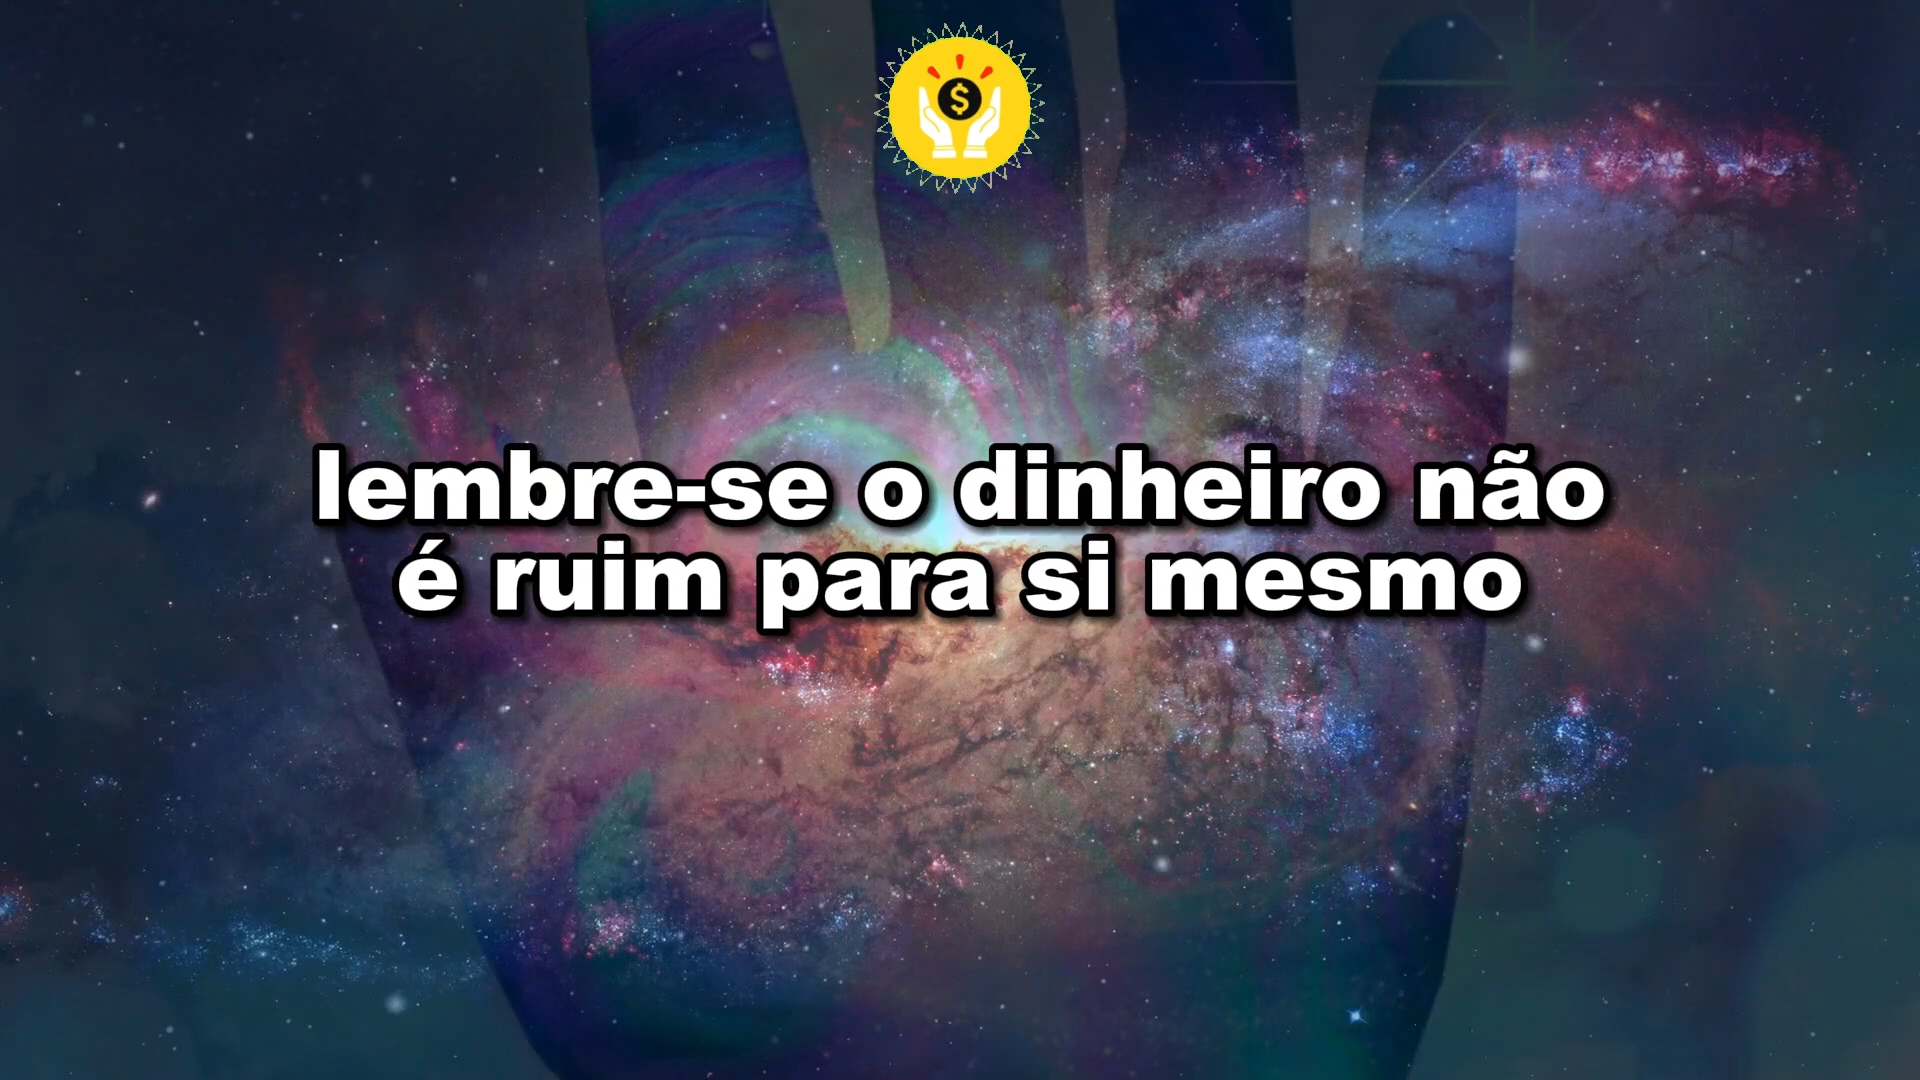 $
lembre-se o dinheiro não
é ruim para si mesmo